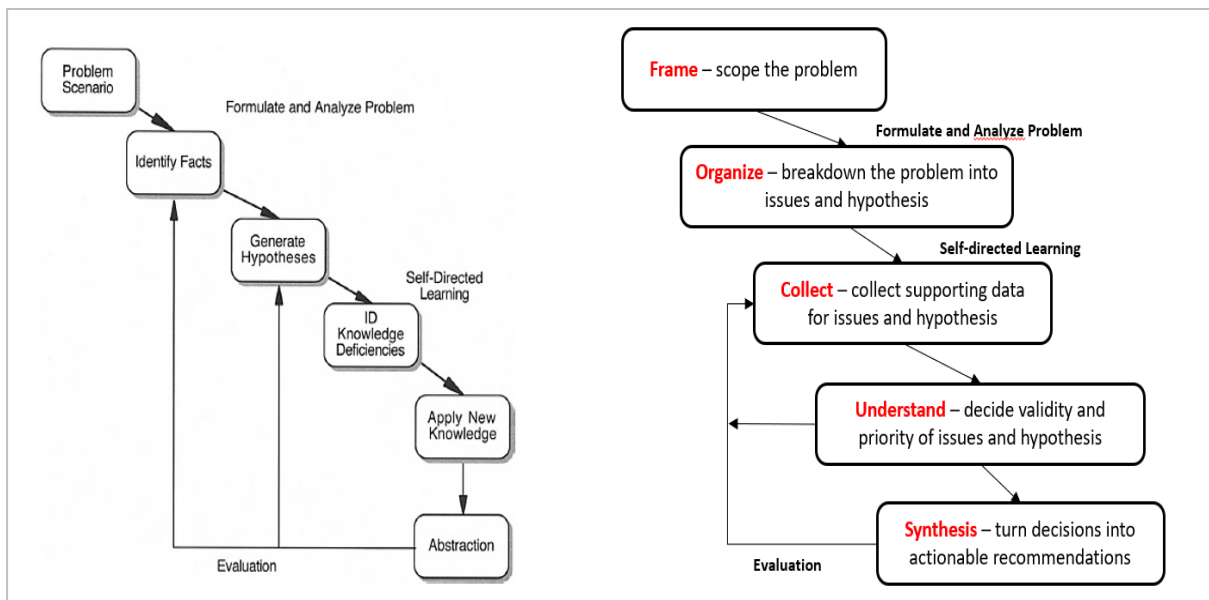 Problem
Scenario
Formulate and Analyze Problem
Identify Facts
Generate
Hypotheses
Self-Directed
Learning
ID
Knowledge
Deficiencies
Apply New
Knowledge
Abstraction
Evaluation
Frame – scope the problem
Formulate and Analyze Problem
Organize – breakdown the problem into
issues and hypothesis
Self-directed Learning
Collect – collect supporting data
for issues and hypothesis
Understand – decide validity and
priority of issues and hypothesis
Synthesis – turn decisions into
actionable recommendations
Evaluation